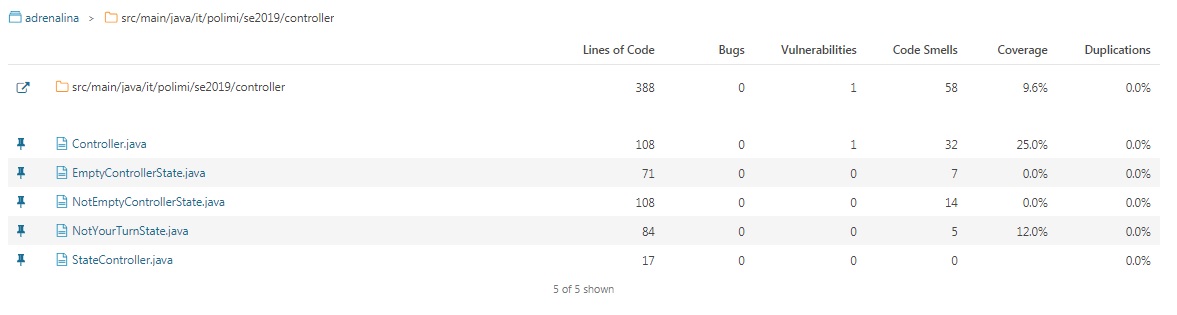 adrenalina > src/main/java/it/polimi/se2019/controller
Lines of Code Bugs Vulnerabilities Code Smells Coverage Duplications
src/main/java/it/polimi/se2019/controller 388 0 1 58 9.6% 0.0%
Controller.java 108 0 1 32 25.0% 0.0%
EmptyControllerState.java 71 0 0 7 0.0% 0.0%
NotEmptyControllerState.java 108 0 0 14 0.0% 0.0%
NotYourTurnState.java 84 0 0 5 12.0% 0.0%
StateController.java 17 0 0 0 0.0%
5 of 5 shown